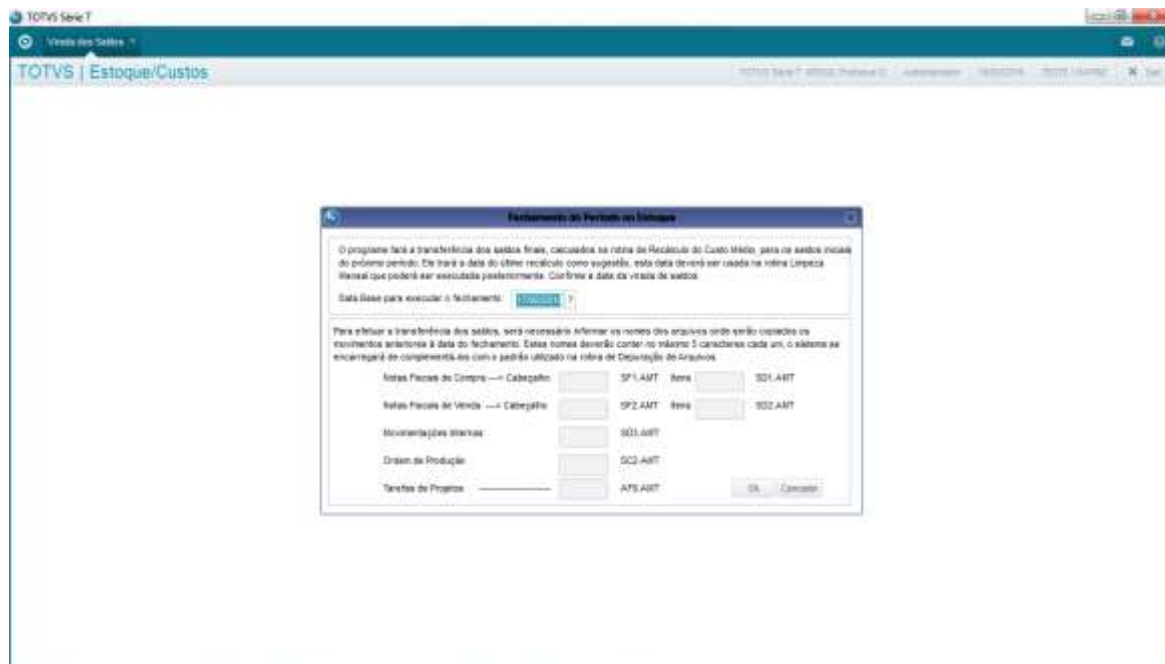 TOTVS Série T
Virada dos Saldos
TOTVS | Estoque/Custos
TOTVS Série T Administrador
Fechamento do Período no Estoque
O programa fará a transferência dos saldos finais, calculados na rotina de Recálculo do Custo Médio, para os saldos iniciais
do próximo período. Ele trará a data do último recálculo como sugestão, esta data deverá ser usada na rotina Limpeza
Mensal que poderá ser executada posteriormente. Confirme a data da virada de saldos.
Data Base para executar o fechamento ?
Para efetuar a transferência dos saldos, será necessário informar os nomes dos arquivos onde serão copiados os
movimentos anteriores à data do fechamento. Estes nomes deverão conter no máximo 5 caracteres cada um, o sistema se
encarregará de complementá-los com o padrão utilizado na rotina de Depuração de Arquivos.
Notas Fiscais de Compra ---> Cabeçalho SF1.AMT Itens SD1.AMT
Notas Fiscais de Venda ---> Cabeçalho SF2.AMT Itens SD2.AMT
Movimentações Internas SD3.AMT
Ordem de Produção SC2.AMT
Tarefas de Projetos AF9.AMT Ok Cancelar